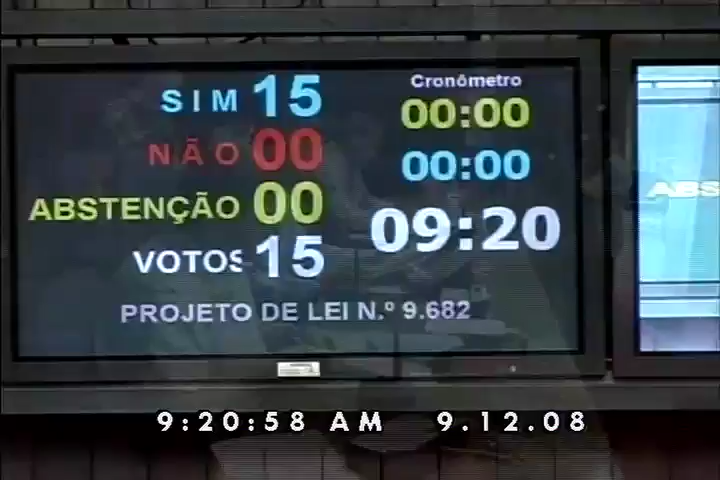 SIM 15
NÃO 00
ABSTENÇÃO 00
VOTOS 15
Cronômetro
00:00
00:00
09:20
PROJETO DE LEI N.º 9.682
ABS
9:20:58 AM 9.12.08